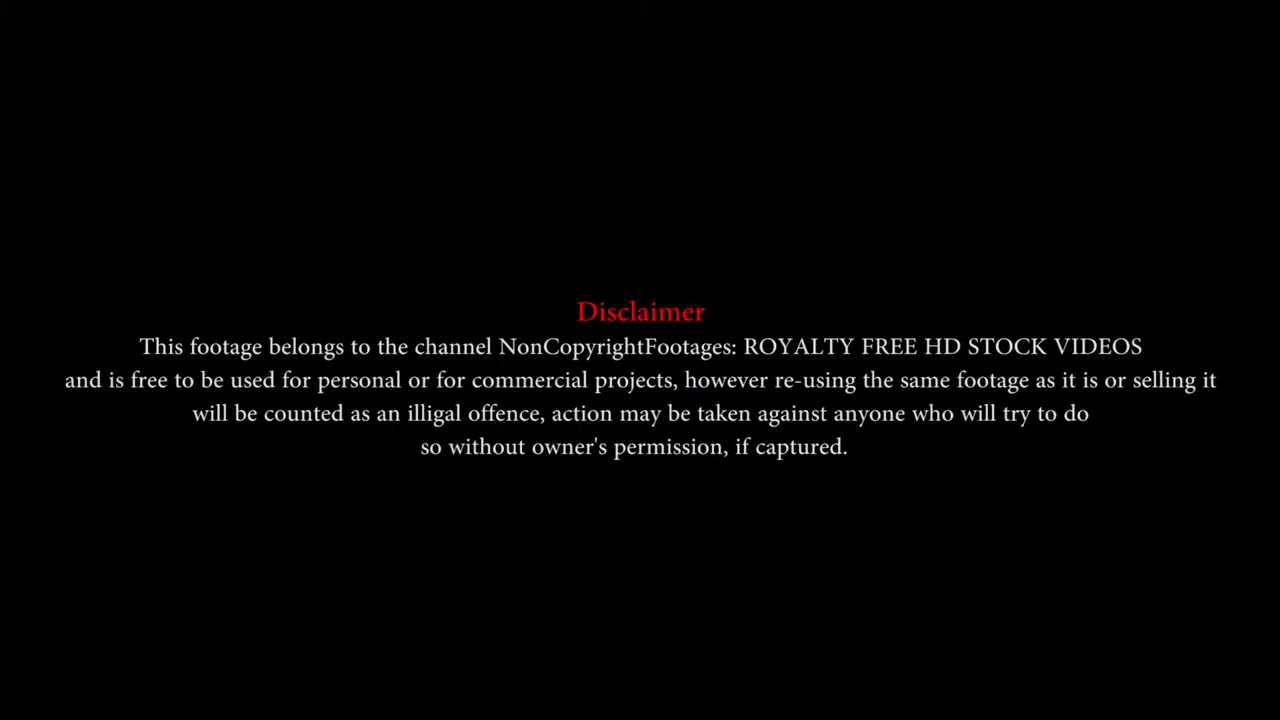 Disclaimer
This footage belongs to the channel NonCopyrightFootages: ROYALTY FREE HD STOCK VIDEOS
and is free to be used for personal or for commercial projects, however re-using the same footage as it is or selling it
will be counted as an illigal offence, action may be taken against anyone who will try to do
so without owner's permission, if captured.